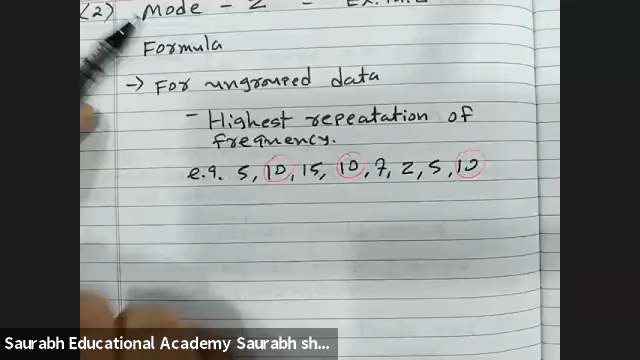 (2) Mode - Z =
Formula
→ For ungrouped data
- Highest repeatation of
frequency.
e.g. 5, 10, 15, 10, 7, 2, 5, 10
Saurabh Educational Academy Saurabh sh...